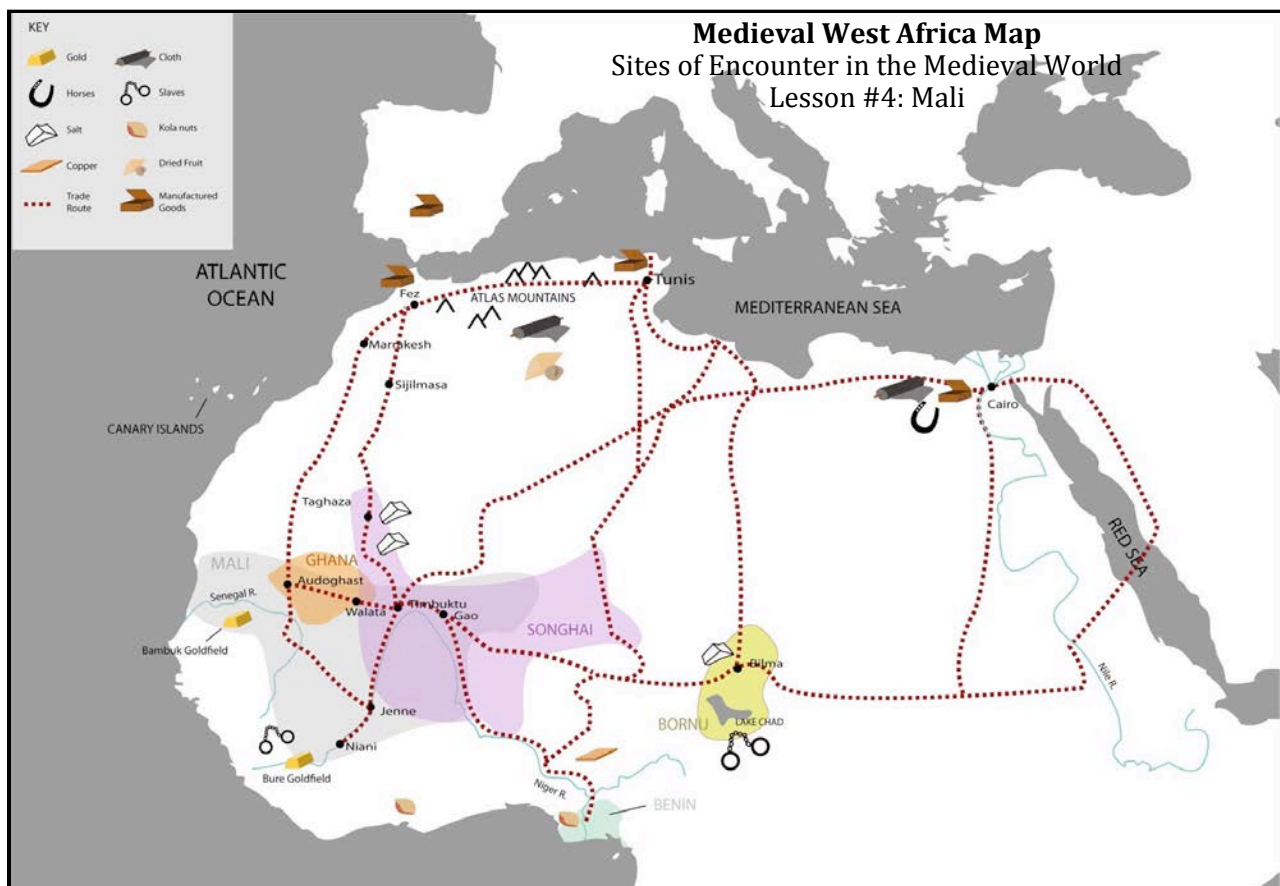 Medieval West Africa Map
Sites of Encounter in the Medieval World
Lesson #4: Mali
KEY
Gold
Cloth
Horses
Slaves
Salt
Kola nuts
Copper
Dried Fruit
Trade
Route
Manufactured
Goods
ATLANTIC
OCEAN
Tunis
Fez
ATLAS MOUNTAINS
MEDITERRANEAN SEA
Marrakesh
Sijilmasa
Cairo
CANARY ISLANDS
Taghaza
RED SEA
MALI
GHANA
Audoghast
Senegal R.
Walata
Timbuktu
Gao
SONGHAI
Bambuk Goldfield
Bilma
Nile R.
Jenne
BORNU
LAKE CHAD
Niani
Bure Goldfield
Niger R.
BENIN